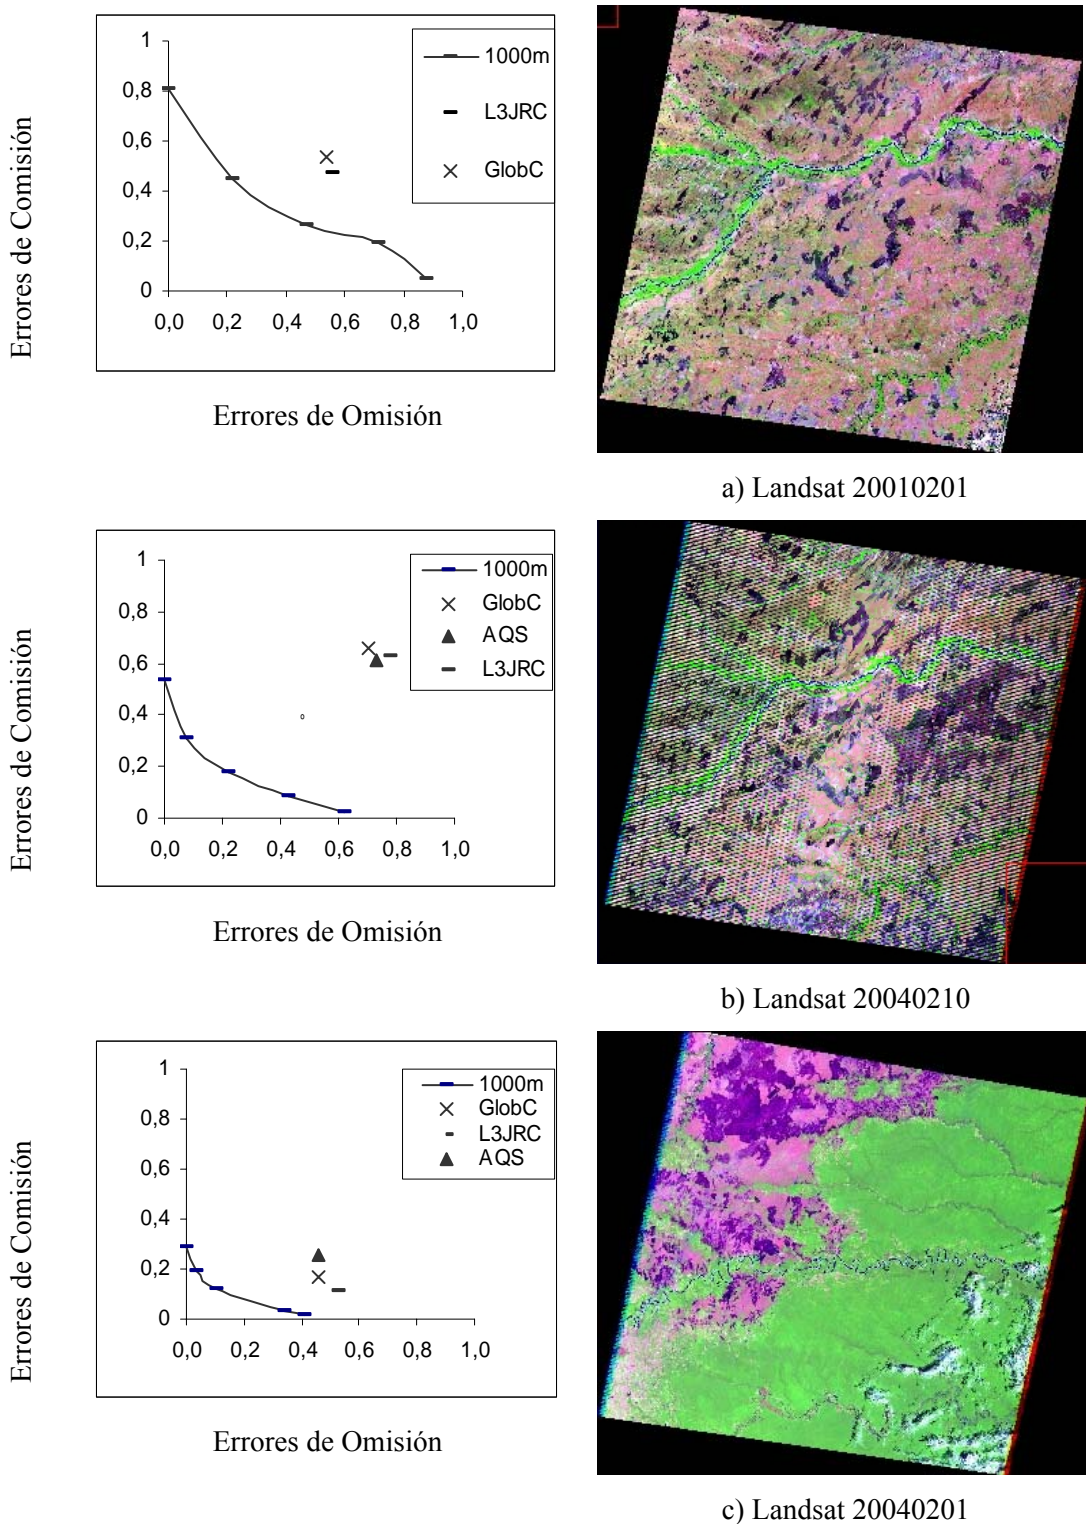 Errores de Comisión
1
0,8
0,6
0,4
0,2
0
0,0 0,2 0,4 0,6 0,8 1,0
1000m
L3JRC
GlobC
Errores de Omisión
a) Landsat 20010201
Errores de Comisión
1
0,8
0,6
0,4
0,2
0
0,0 0,2 0,4 0,6 0,8 1,0
1000m
GlobC
AQS
L3JRC
Errores de Omisión
b) Landsat 20040210
Errores de Comisión
1
0,8
0,6
0,4
0,2
0
0,0 0,2 0,4 0,6 0,8 1,0
1000m
GlobC
L3JRC
AQS
Errores de Omisión
c) Landsat 20040201